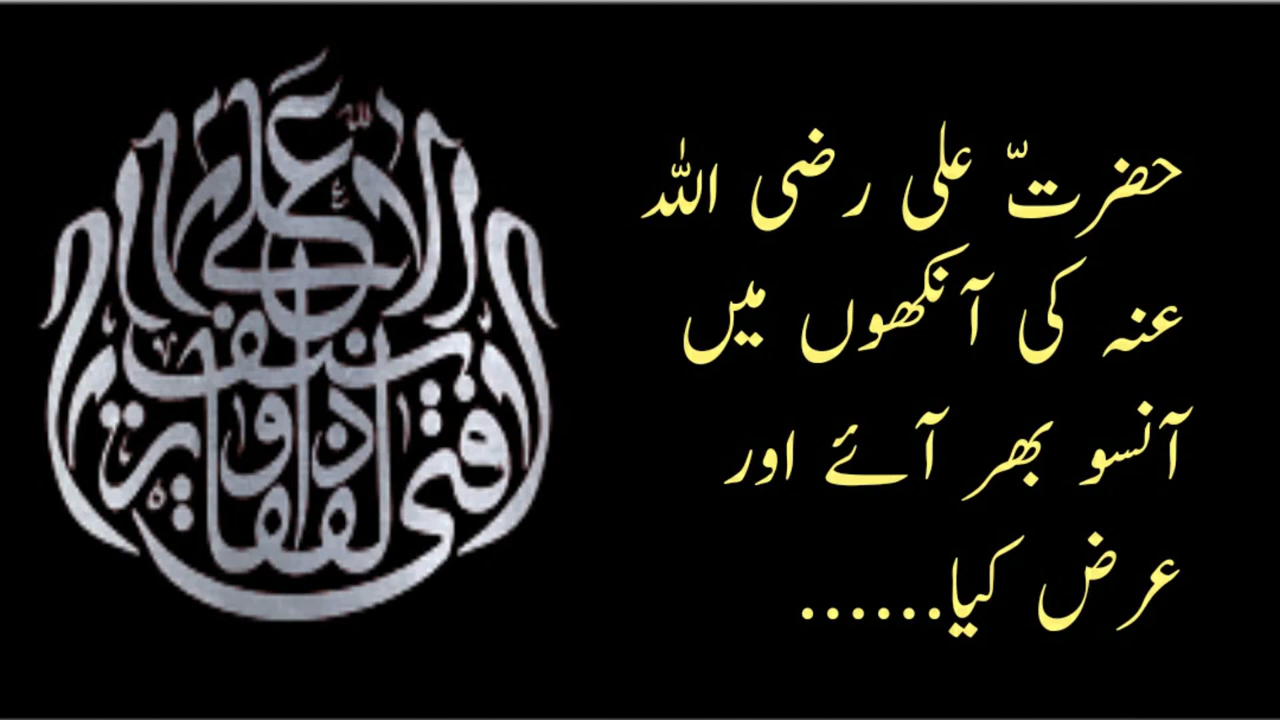 حضرتّ علی رضی اللہ
عنہ کی آنکھوں میں
آنسو بھر آئے اور
عرض کیا......